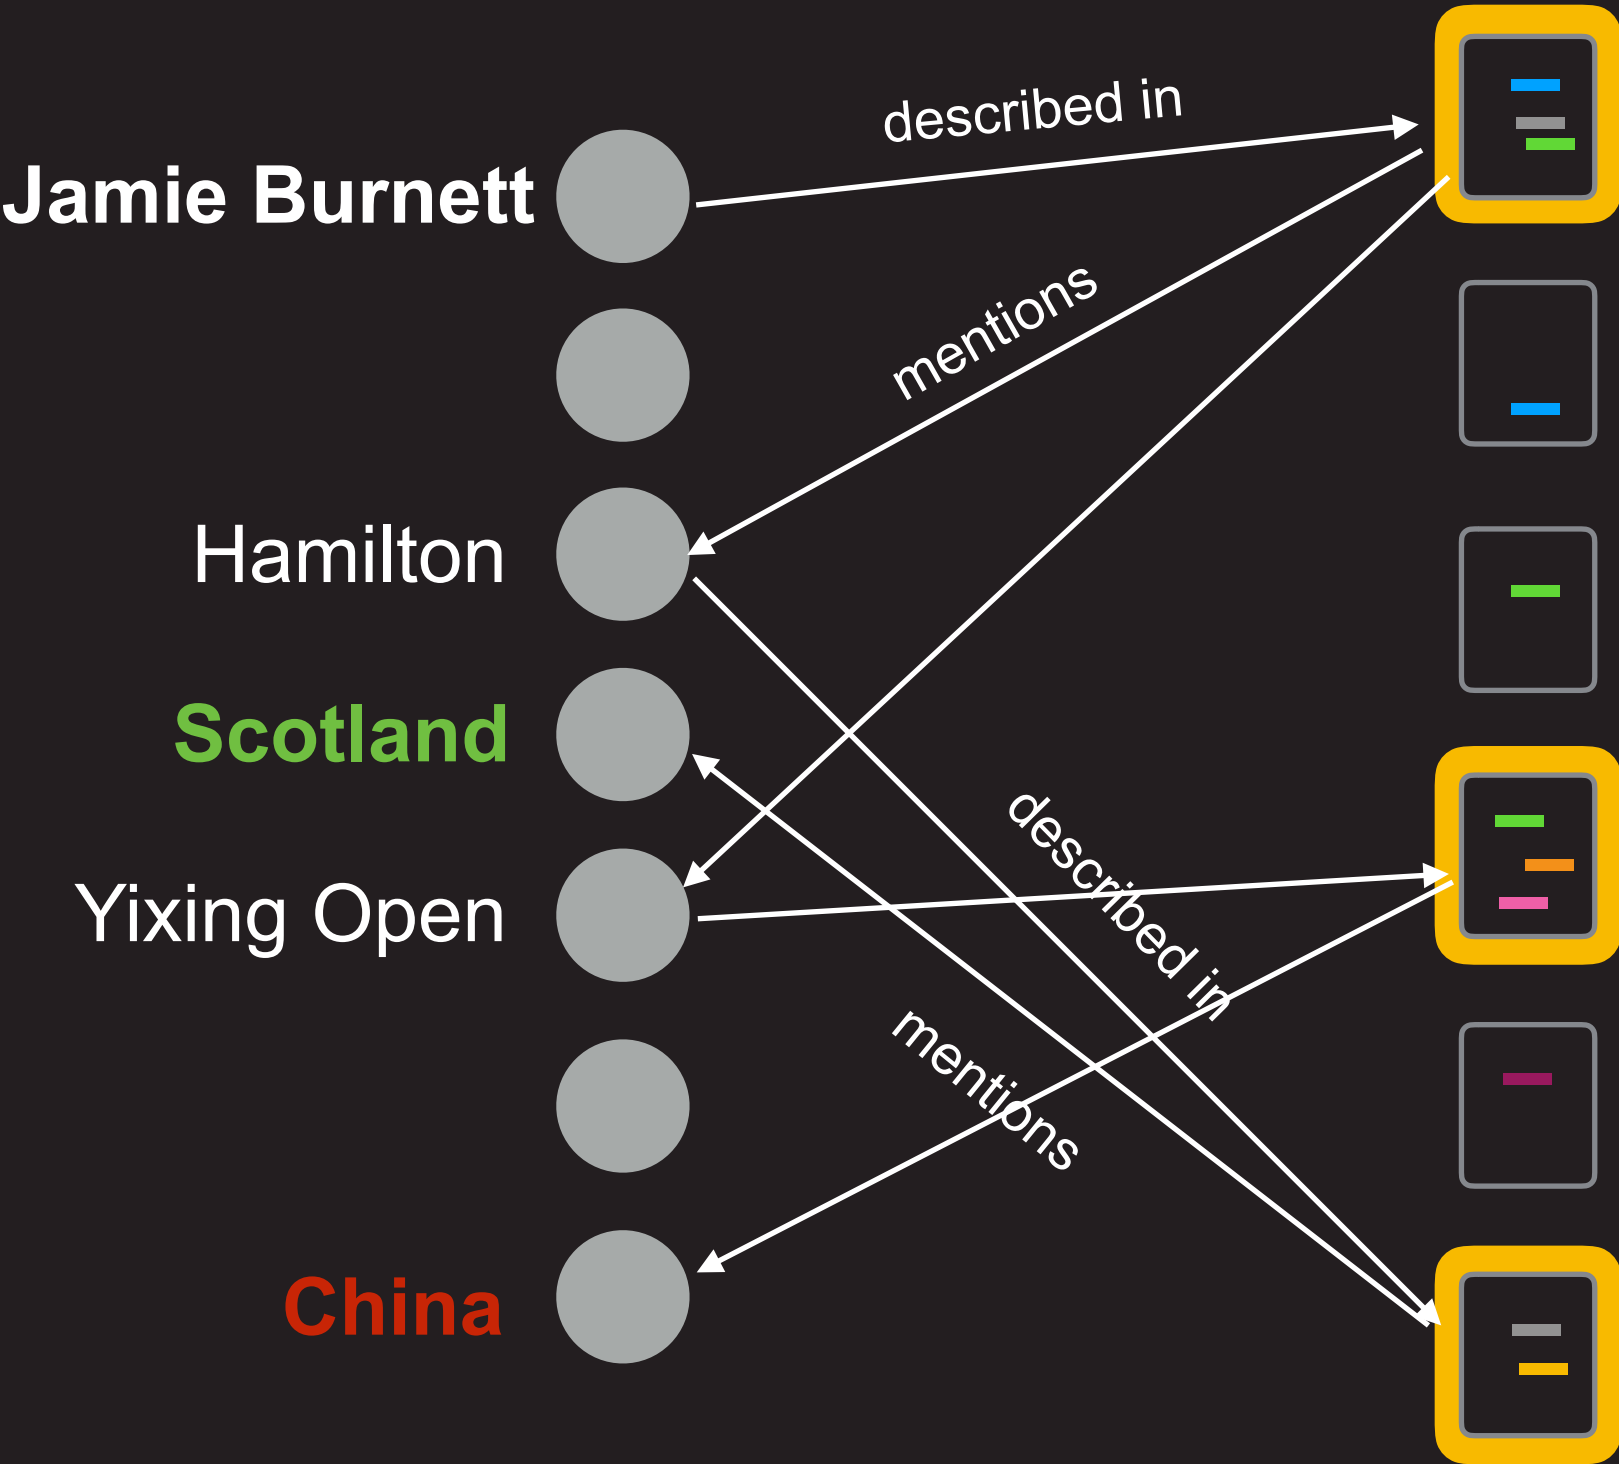 described in
Jamie Burnett
mentions
Hamilton
Scotland
described in
Yixing Open
mentions
China